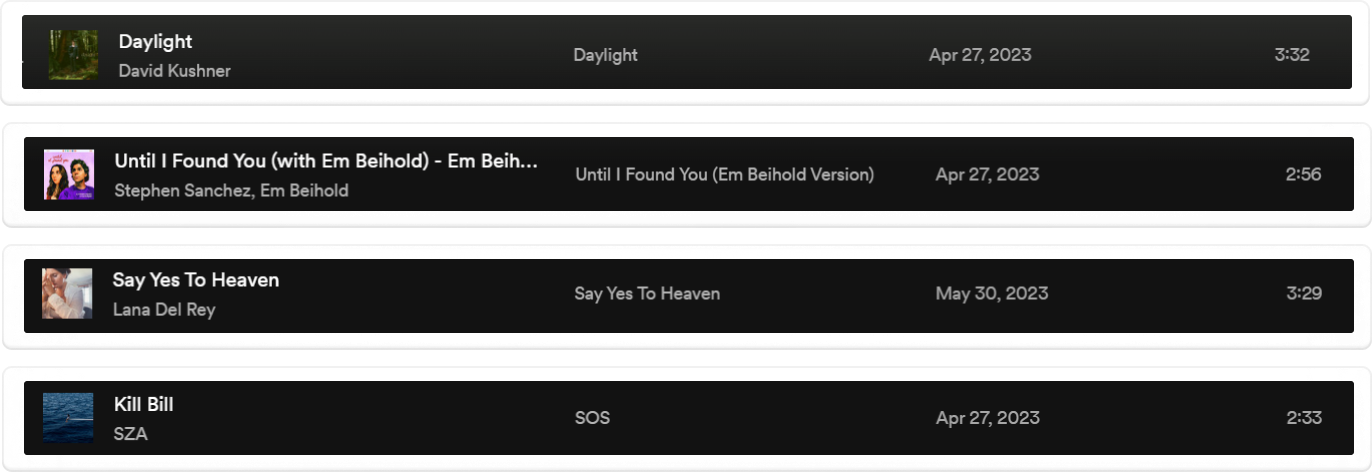 Daylight
David Kushner
Daylight
Apr 27, 2023
3:32
Until I Found You (with Em Beihold) - Em Beih...
Stephen Sanchez, Em Beihold
Until I Found You (Em Beihold Version)
Apr 27, 2023
2:56
Say Yes To Heaven
Lana Del Rey
Say Yes To Heaven
May 30, 2023
3:29
Kill Bill
SZA
SOS
Apr 27, 2023
2:33